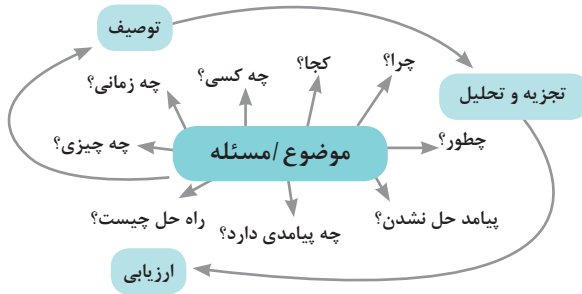 توصیف
چرا؟
کجا؟
چه کسی؟
چه زمانی؟
تجزیه و تحلیل
چطور؟
موضوع /مسئله
چه چیزی؟
پیامد حل نشدن؟
چه پیامدی دارد؟
راه حل چیست؟
ارزیابی